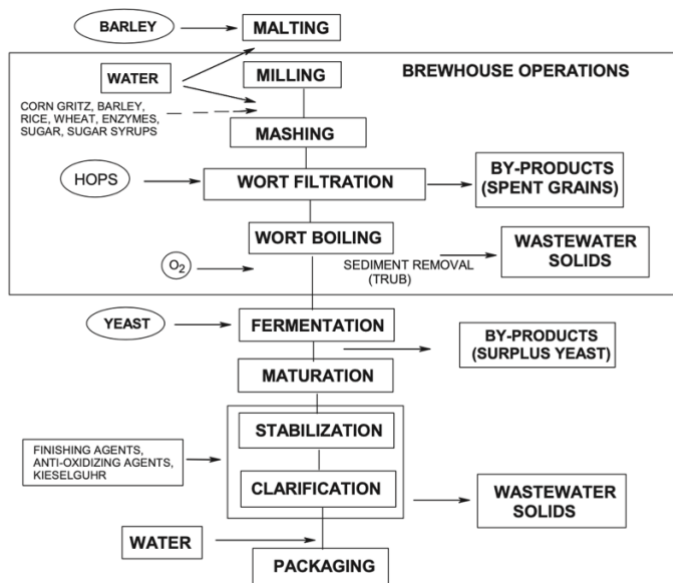 BARLEY
MALTING
BREWHOUSE OPERATIONS
WATER
MILLING
CORN GRITZ, BARLEY,
RICE, WHEAT, ENZYMES,
SUGAR, SUGAR SYRUPS
MASHING
HOPS
WORT FILTRATION
BY-PRODUCTS
(SPENT GRAINS)
WORT BOILING
O2
SEDIMENT REMOVAL
(TRUB)
WASTEWATER
SOLIDS
YEAST
FERMENTATION
BY-PRODUCTS
(SURPLUS YEAST)
MATURATION
STABILIZATION
FINISHING AGENTS,
ANTI-OXIDIZING AGENTS,
KIESELGUHR
CLARIFICATION
WASTEWATER
SOLIDS
WATER
PACKAGING